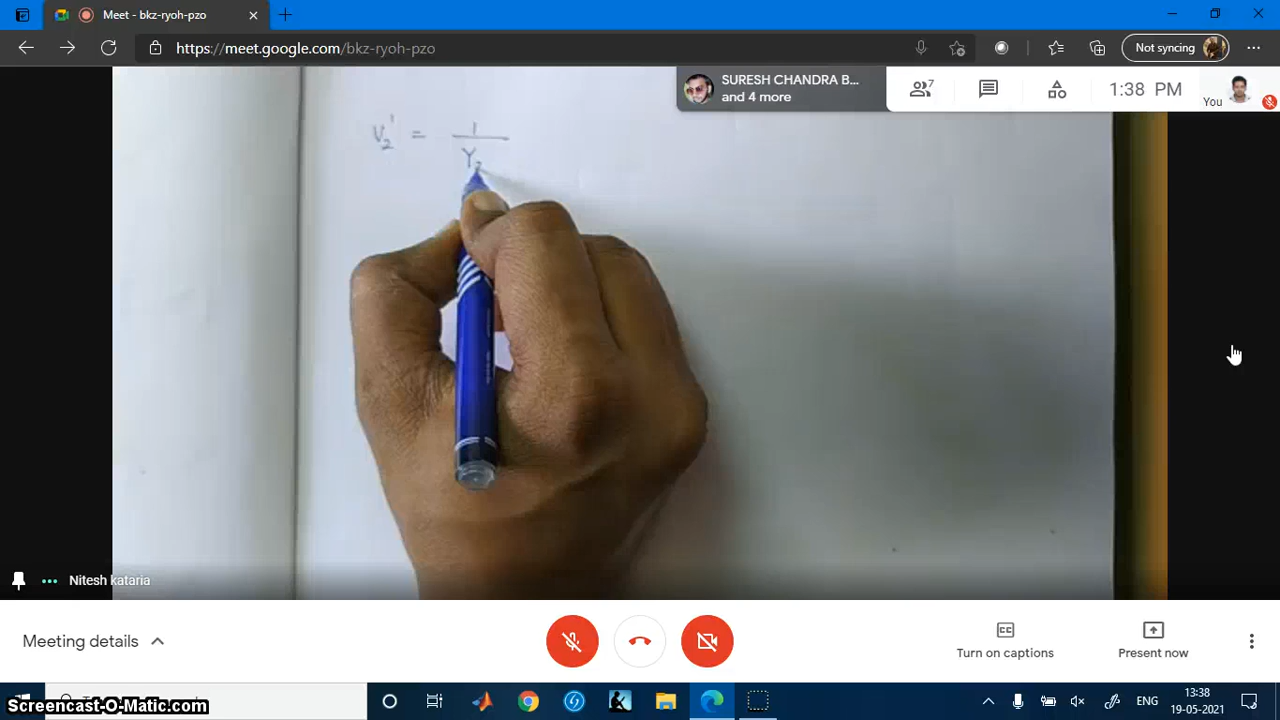 Meet - bkz-ryoh-pzo
https://meet.google.com/bkz-ryoh-pzo
Not syncing
SURESH CHANDRA B...
and 4 more
7
1:38 PM
You
V₂' = 1
Y₂
Nitesh kataria
Meeting details
CC
Turn on captions
Present now
Screencast-O-Matic.com
ENG
13:38
19-05-2021